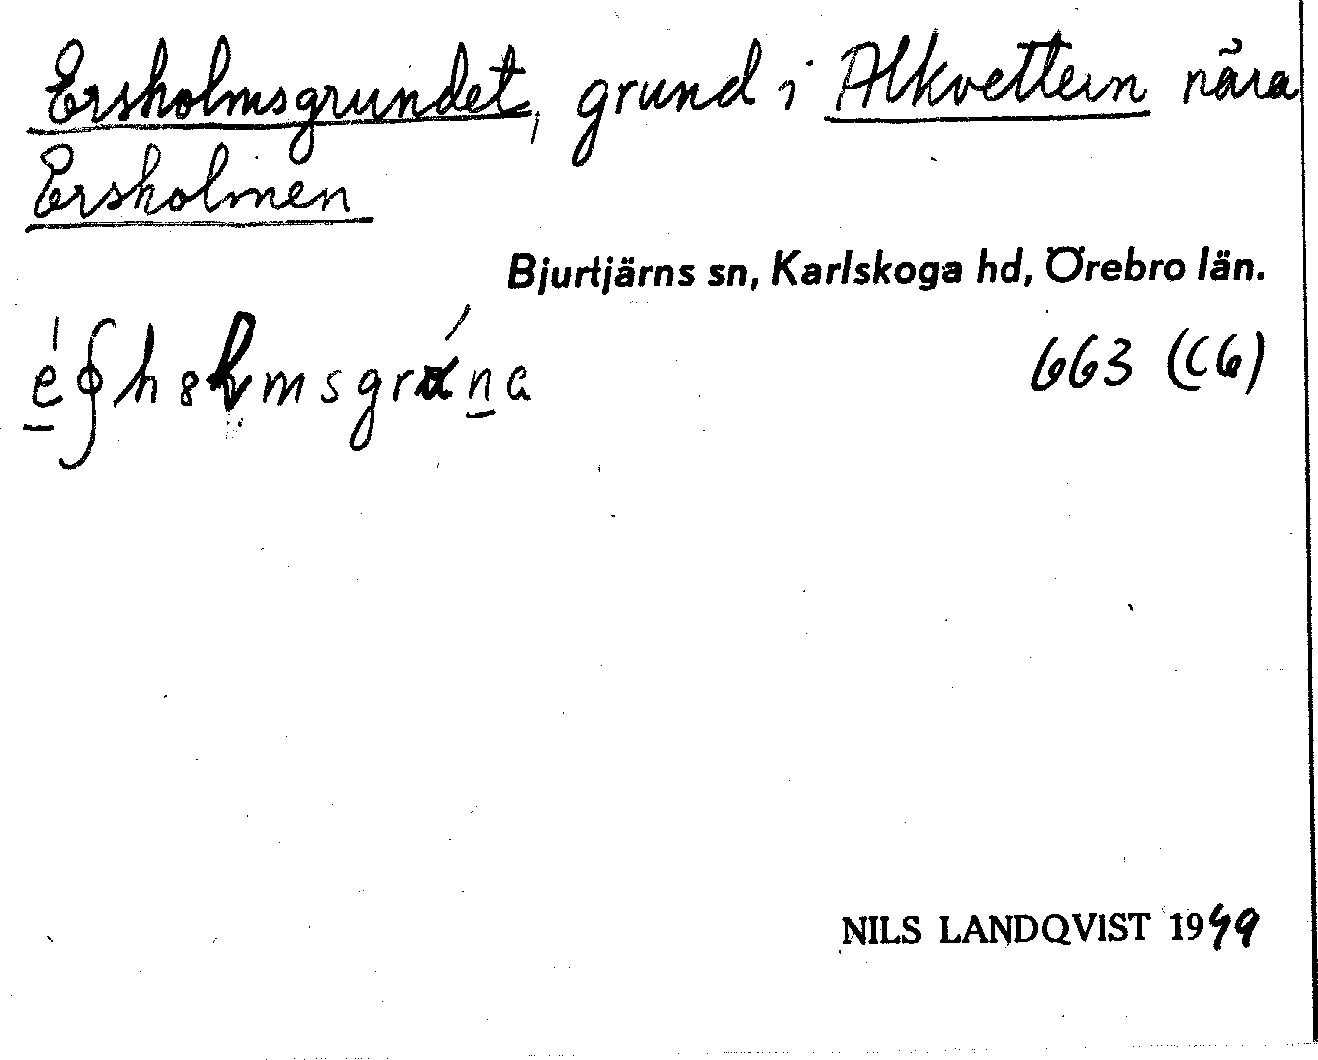 Ersholmsgrundet, grund i Alkvettern nära
Ersholmen
Bjurtjärns sn, Karlskoga hd, Örebro län.
663 (C6)
NILS LANDQVIST 1949